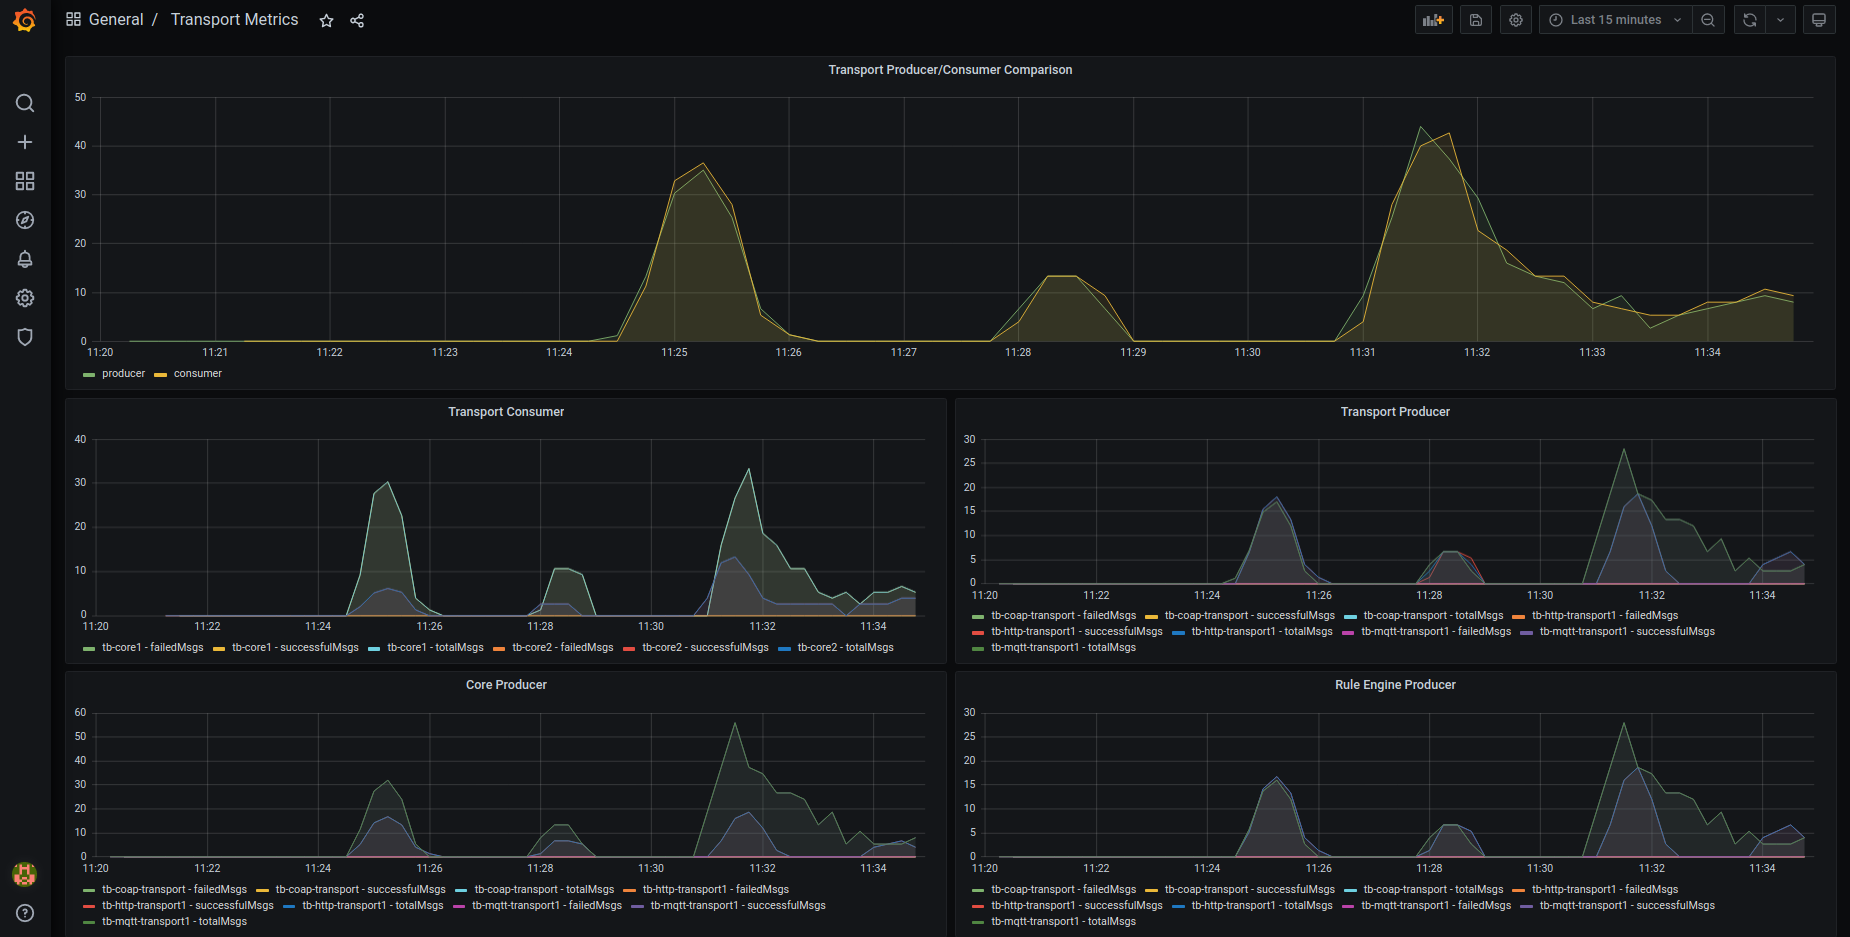 General / Transport Metrics
Last 15 minutes
Transport Producer/Consumer Comparison
50
40
30
20
10
0
11:20 11:21 11:22 11:23 11:24 11:25 11:26 11:27 11:28 11:29 11:30 11:31 11:32 11:33 11:34
producer consumer
Transport Consumer
40
30
20
10
0
11:20 11:22 11:24 11:26 11:28 11:30 11:32 11:34
tb-core1 - failedMsgs tb-core1 - successfulMsgs tb-core1 - totalMsgs tb-core2 - failedMsgs tb-core2 - successfulMsgs tb-core2 - totalMsgs
Transport Producer
30
25
20
15
10
5
0
11:20 11:22 11:24 11:26 11:28 11:30 11:32 11:34
tb-coap-transport - failedMsgs tb-coap-transport - successfulMsgs tb-coap-transport - totalMsgs tb-http-transport1 - failedMsgs
tb-http-transport1 - successfulMsgs tb-http-transport1 - totalMsgs tb-mqtt-transport1 - failedMsgs tb-mqtt-transport1 - successfulMsgs
tb-mqtt-transport1 - totalMsgs
Core Producer
60
50
40
30
20
10
0
11:20 11:22 11:24 11:26 11:28 11:30 11:32 11:34
tb-coap-transport - failedMsgs tb-coap-transport - successfulMsgs tb-coap-transport - totalMsgs tb-http-transport1 - failedMsgs
tb-http-transport1 - successfulMsgs tb-http-transport1 - totalMsgs tb-mqtt-transport1 - failedMsgs tb-mqtt-transport1 - successfulMsgs
tb-mqtt-transport1 - totalMsgs
Rule Engine Producer
30
25
20
15
10
5
0
11:20 11:22 11:24 11:26 11:28 11:30 11:32 11:34
tb-coap-transport - failedMsgs tb-coap-transport - successfulMsgs tb-coap-transport - totalMsgs tb-http-transport1 - failedMsgs
tb-http-transport1 - successfulMsgs tb-http-transport1 - totalMsgs tb-mqtt-transport1 - failedMsgs tb-mqtt-transport1 - successfulMsgs
tb-mqtt-transport1 - totalMsgs